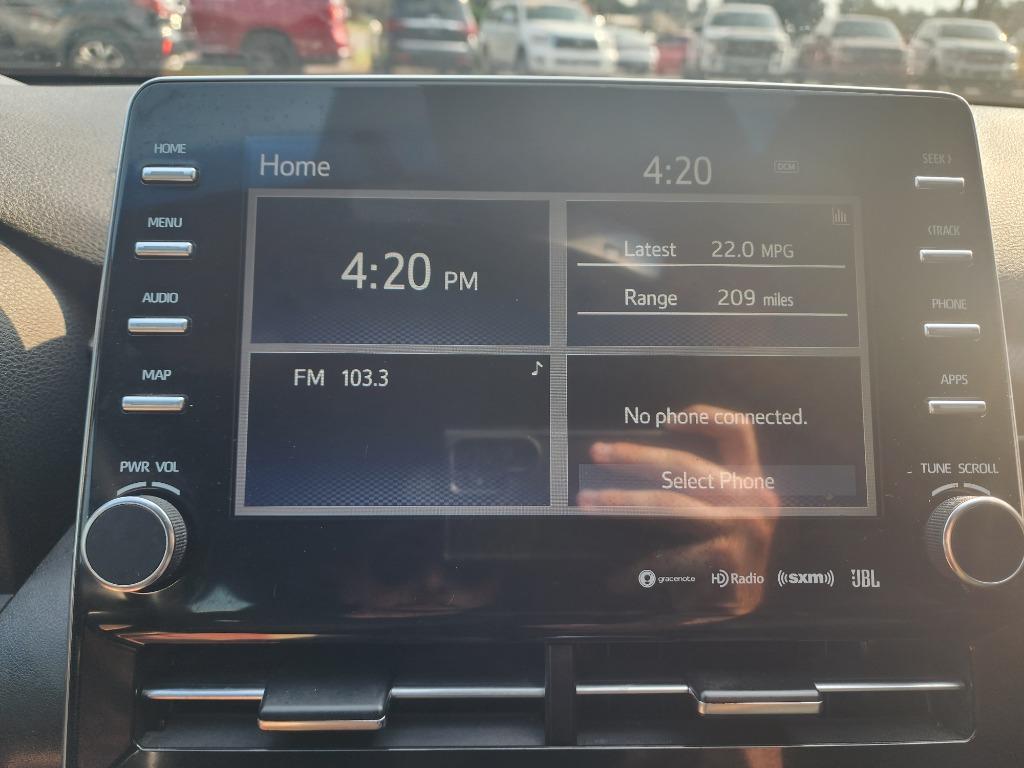 HOME
MENU
AUDIO
MAP
PWR VOL
Home
4:20
DCM
4:20 PM
Latest 22.0 MPG
Range 209 miles
FM 103.3
No phone connected.
Select Phone
SEEK >
< TRACK
PHONE
APPS
TUNE SCROLL
gracenote
HD Radio
((sxm))
JBL